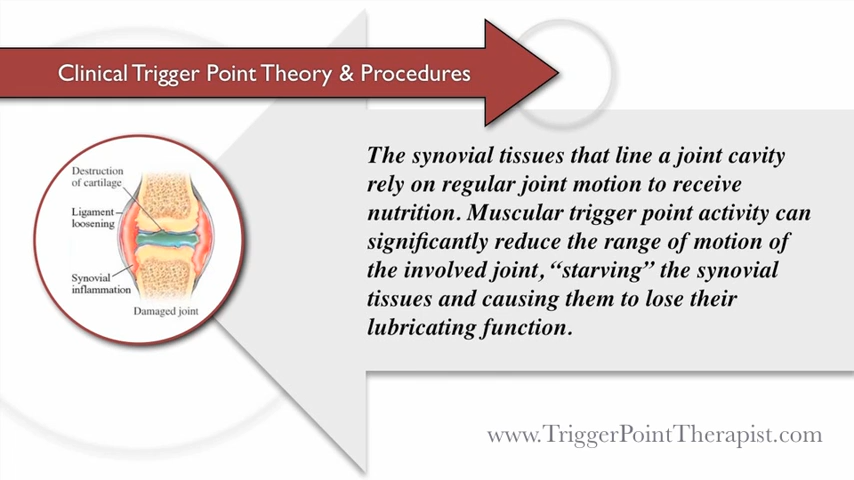 Clinical Trigger Point Theory & Procedures
Destruction
of cartilage
Ligament
loosening
Synovial
inflammation
Damaged joint
The synovial tissues that line a joint cavity
rely on regular joint motion to receive
nutrition. Muscular trigger point activity can
significantly reduce the range of motion of
the involved joint, “starving” the synovial
tissues and causing them to lose their
lubricating function.
www.TriggerPointTherapist.com